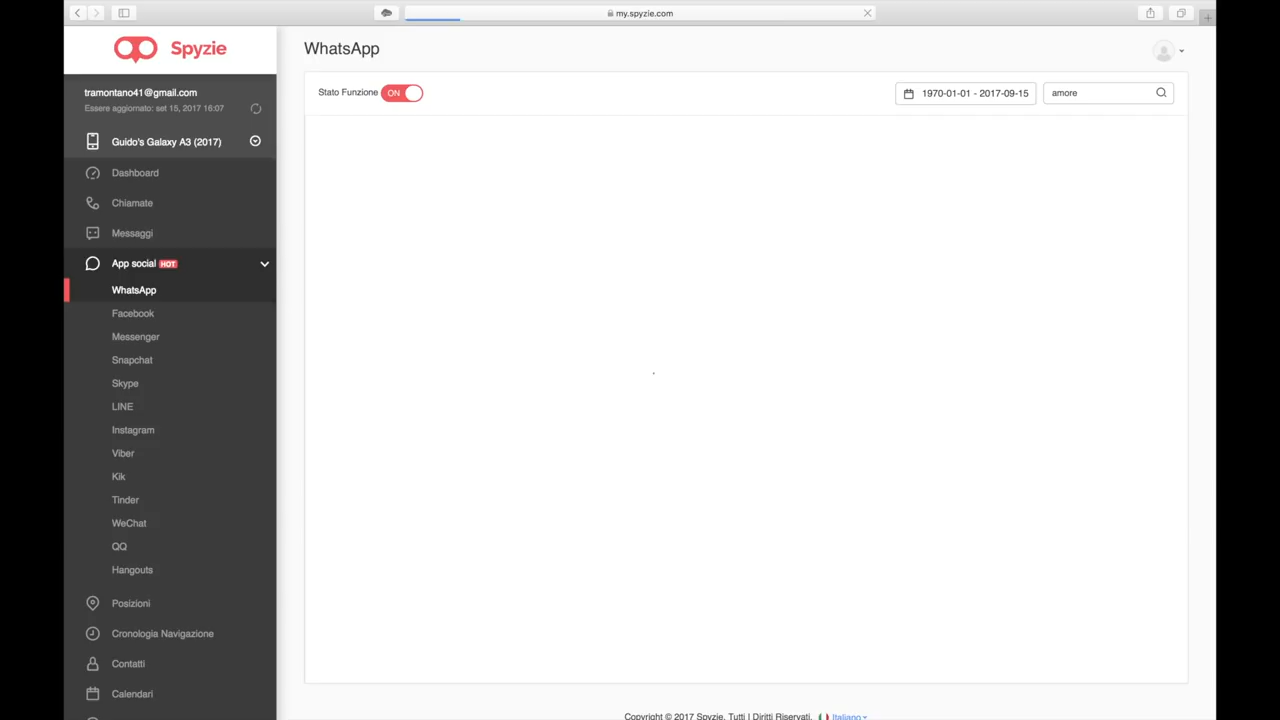 my.spyzie.com
Spyzie
WhatsApp
tramontano41@gmail.com
Essere aggiornato: set 15, 2017 16:07
Stato Funzione ON
1970-01-01 - 2017-09-15
amore
Guido's Galaxy A3 (2017)
Dashboard
Chiamate
Messaggi
App social HOT
WhatsApp
Facebook
Messenger
Snapchat
Skype
LINE
Instagram
Viber
Kik
Tinder
WeChat
QQ
Hangouts
Posizioni
Cronologia Navigazione
Contatti
Calendari
Copyright © 2017 Spyzie. Tutti I Diritti Riservati. Italiano